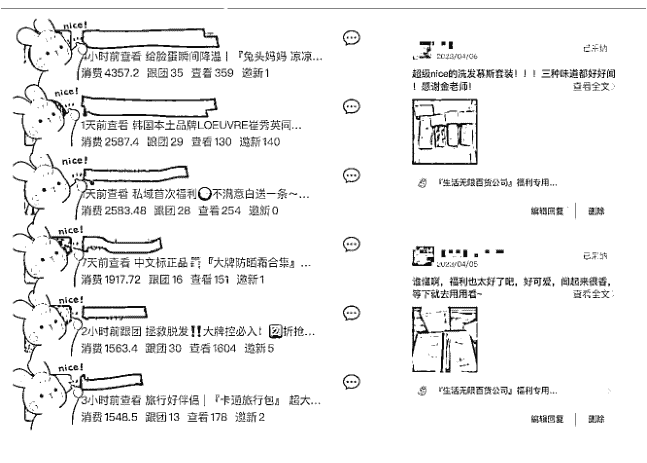 nice!
4小时前查看 给脸蛋瞬间降温｜『兔头妈妈 凉凉...
消费 4357.2 跟团 35 查看 359 邀新 1
nice!
1天前查看 韩国本土品牌LOEUVRE崔秀英同...
消费 2587.4 跟团 29 查看 130 邀新 140
nice!
7天前查看 私域首次福利 不满意白送一条～...
消费 2583.48 跟团 28 查看 254 邀新 0
nice!
7天前查看 中文标正品 『大牌防晒霜合集』...
消费 1917.72 跟团 16 查看 151 邀新 1
nice!
2小时前跟团 拯救脱发‼大牌控必入！ 折抢...
消费 1563.4 跟团 30 查看 1604 邀新 5
nice!
3小时前查看 旅行好伴侣｜『卡通旅行包』 超大...
消费 1548.5 跟团 13 查看 178 邀新 2
已采纳
2023/04/06
超级nice的洗发慕斯套装！！！三种味道都好好闻
！感谢金老师！ 查看全文
『生活无限百货公司』福利专用...
编辑回复 删除
已采纳
2023/04/05
谁懂啊，福利也太好了吧，好可爱，闻起来很香，
等下就去用用看~ 查看全文
『生活无限百货公司』福利专用...
编辑回复 删除